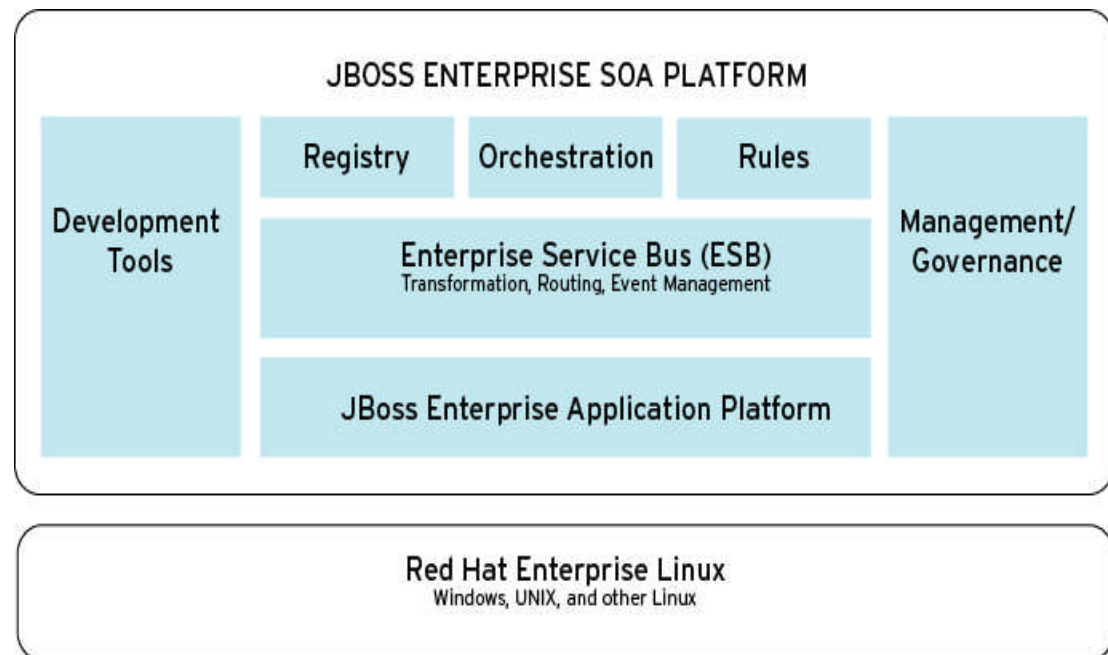 JBOSS ENTERPRISE SOA PLATFORM
Development
Tools
Registry
Orchestration
Rules
Enterprise Service Bus (ESB)
Transformation, Routing, Event Management
JBoss Enterprise Application Platform
Management/
Governance
Red Hat Enterprise Linux
Windows, UNIX, and other Linux